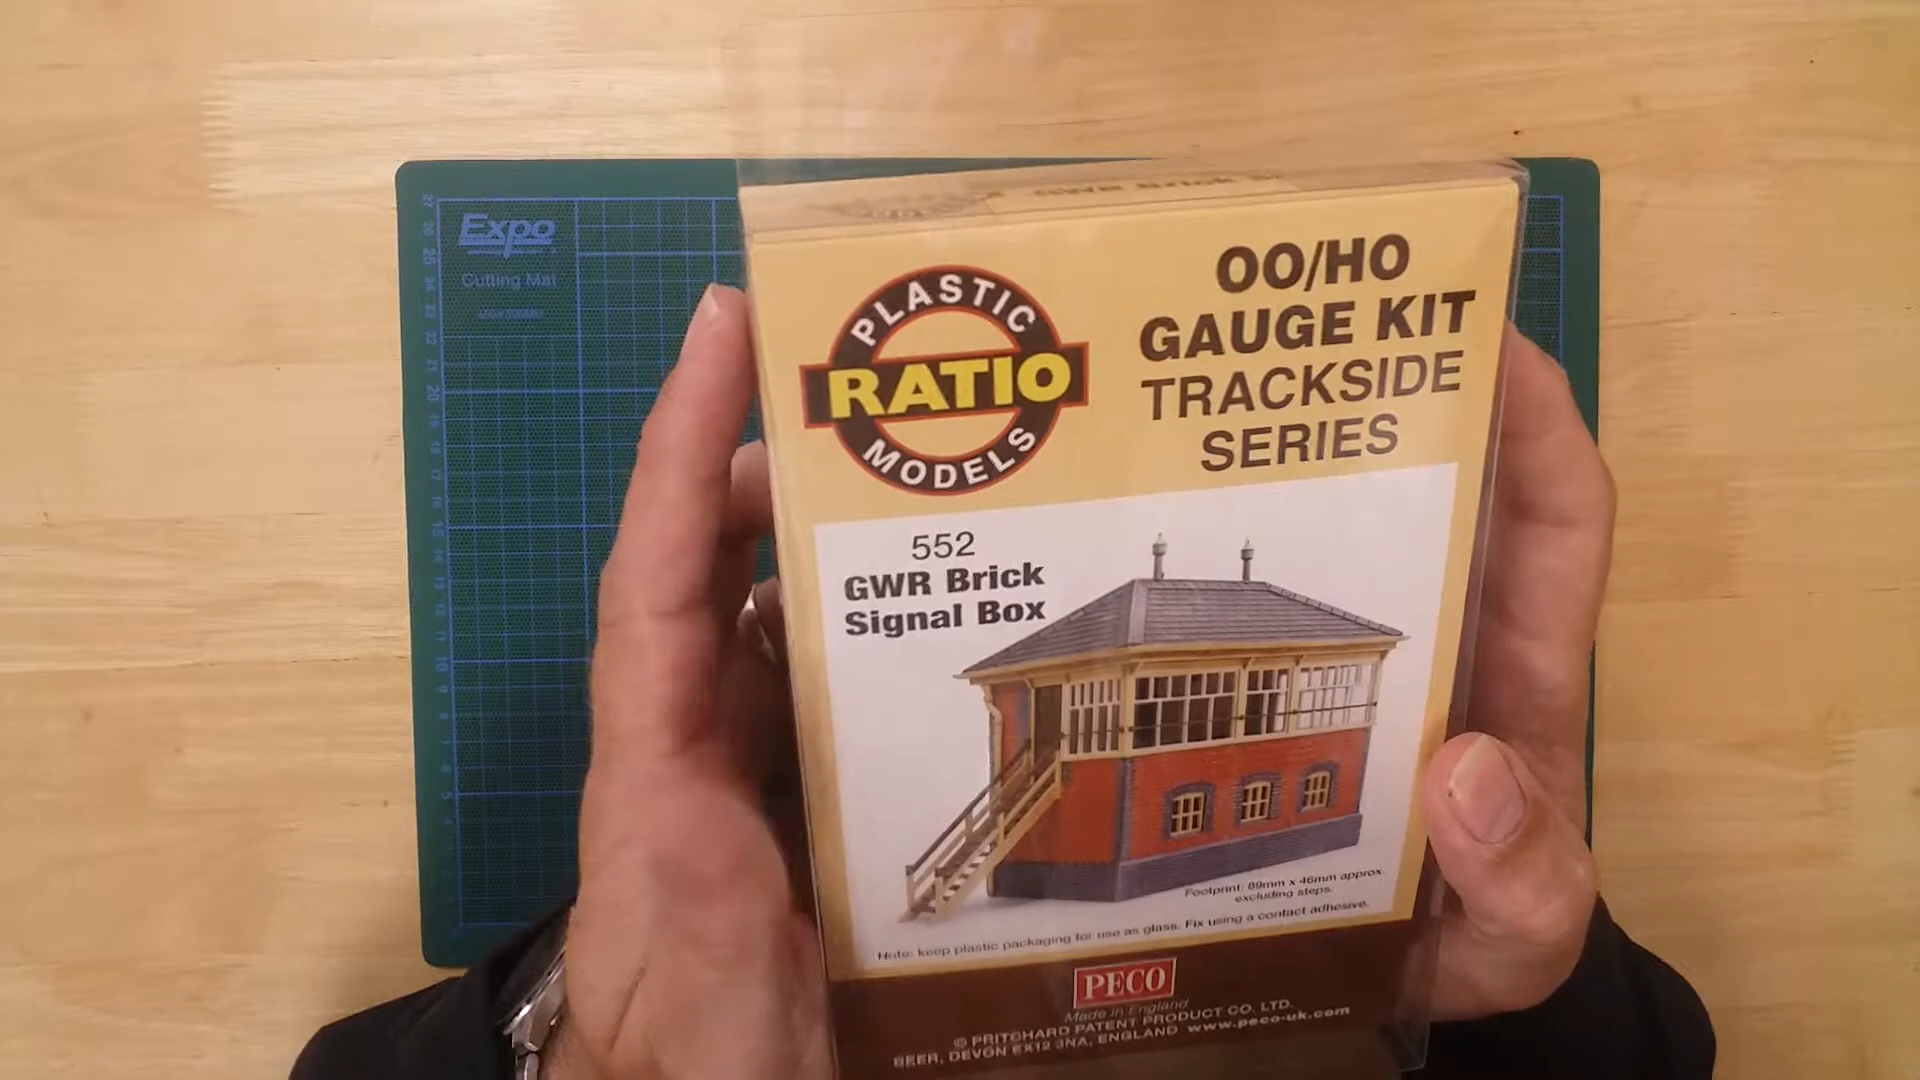 Expo
Cutting Mat
PLASTIC
RATIO
MODELS
OO/HO
GAUGE KIT
TRACKSIDE
SERIES
552
GWR Brick
Signal Box
Footprint: 89mm x 46mm approx.
excluding steps.
Note: keep plastic packaging for use as glass. Fix using a contact adhesive.
PECO
Made in England
© PRITCHARD PATENT PRODUCT CO. LTD.
BEER, DEVON EX12 3NA, ENGLAND www.peco-uk.com